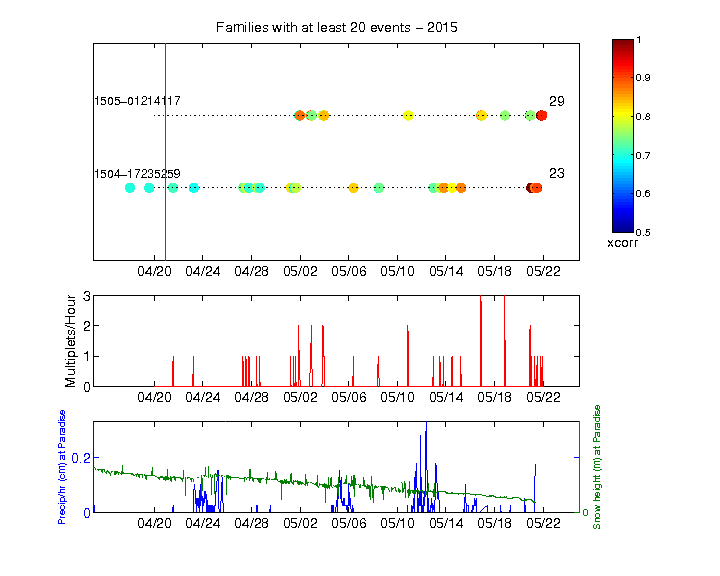 Families with at least 20 events – 2015
1505–01214117
29
1504–17235259
23
04/20 04/24 04/28 05/02 05/06 05/10 05/14 05/18 05/22
1
0.9
0.8
0.7
0.6
0.5
xcorr
Multiplets/Hour
3
2
1
0
04/20 04/24 04/28 05/02 05/06 05/10 05/14 05/18 05/22
Precip/hr (cm) at Paradise
0.2
0
04/20 04/24 04/28 05/02 05/06 05/10 05/14 05/18 05/22
0
Snow height (m) at Paradise